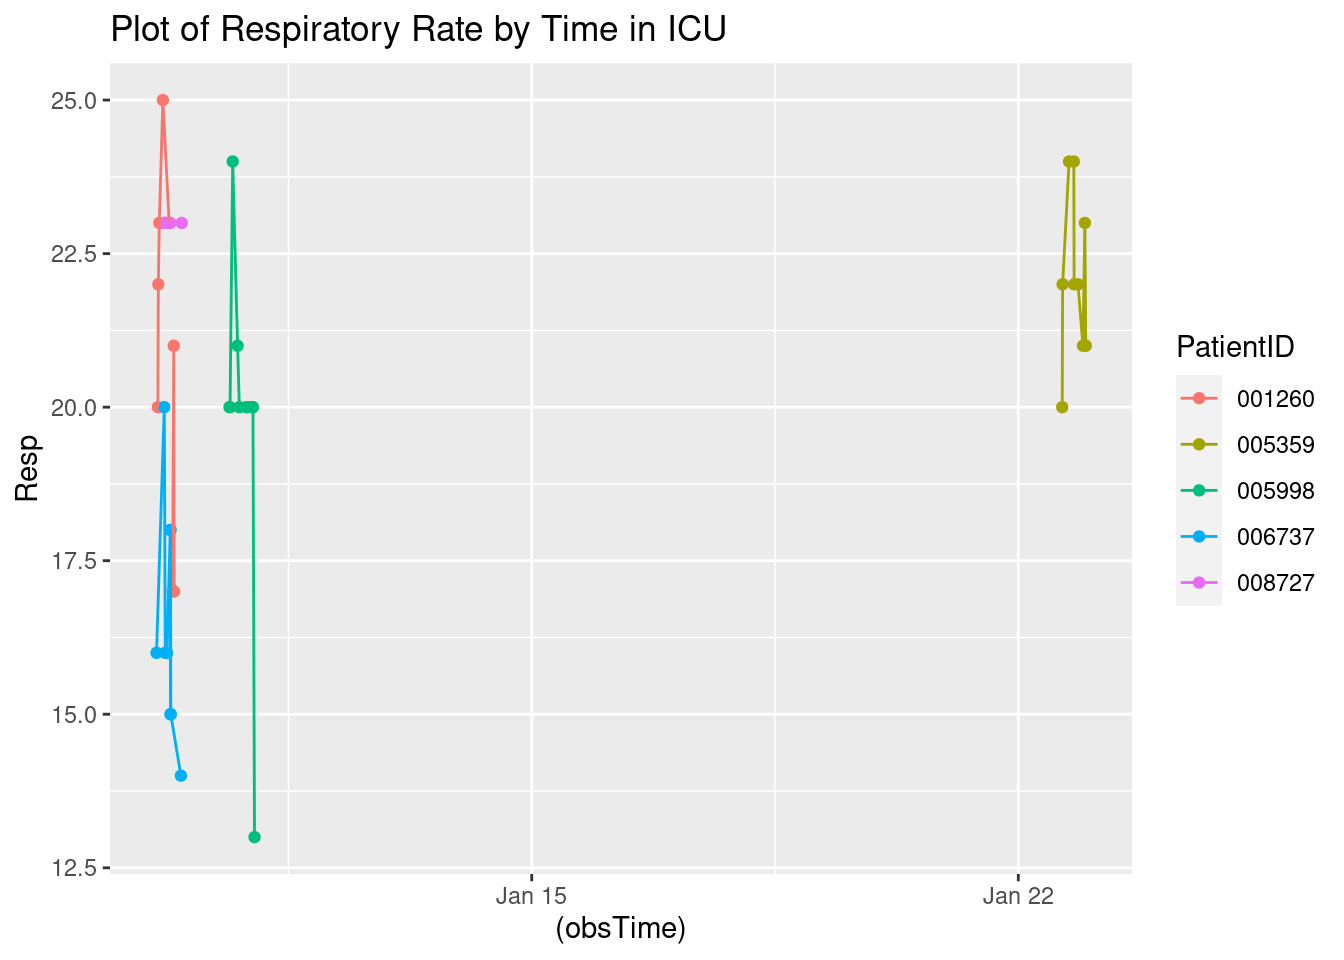 Plot of Respiratory Rate by Time in ICU
25.0
22.5
20.0
17.5
15.0
12.5
Resp
Jan 15
Jan 22
(obsTime)
PatientID
001260
005359
005998
006737
008727